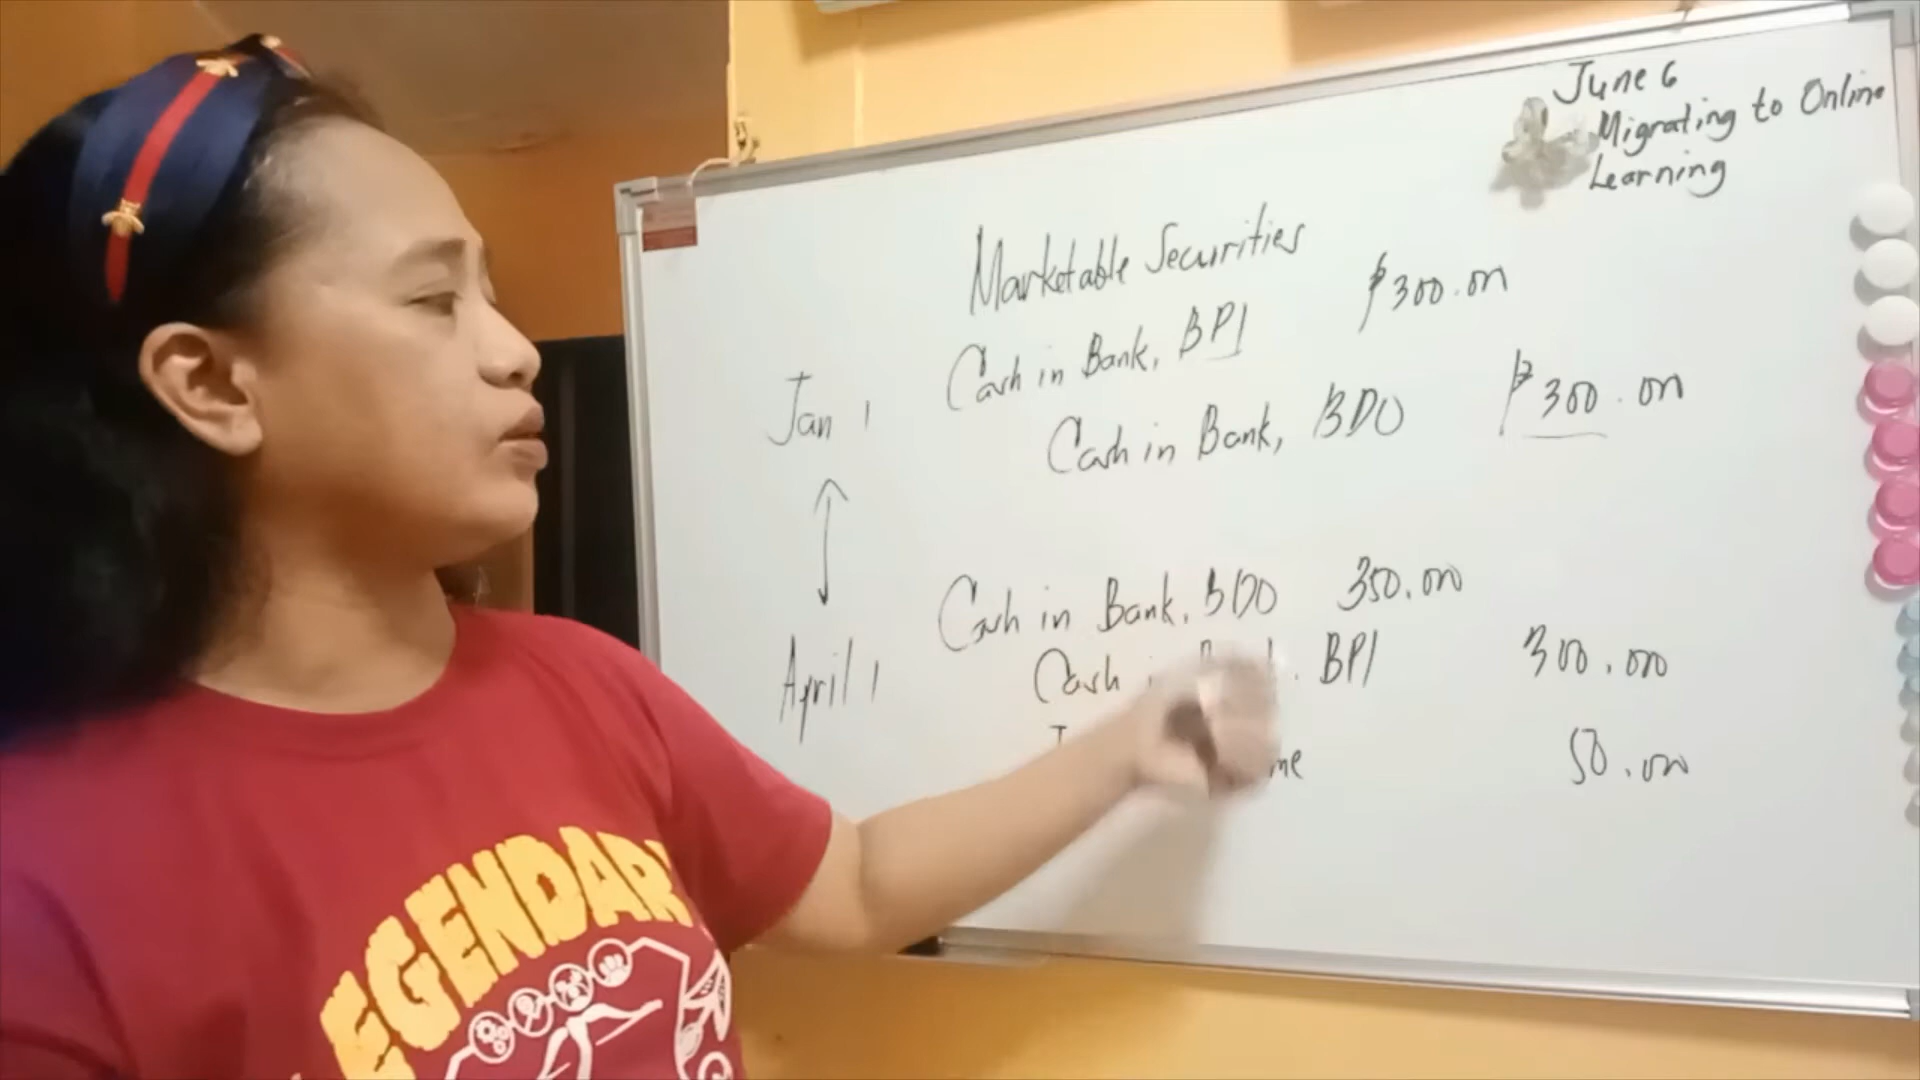 June 6
Migrating to Online
Learning
Marketable Securities
Jan 1 Cash in Bank, BPI ₱300.00
Cash in Bank, BDO ₱300.00
April 1 Cash in Bank, BDO 350.00
Cash BPI 300.00
50.00
LEGENDAR